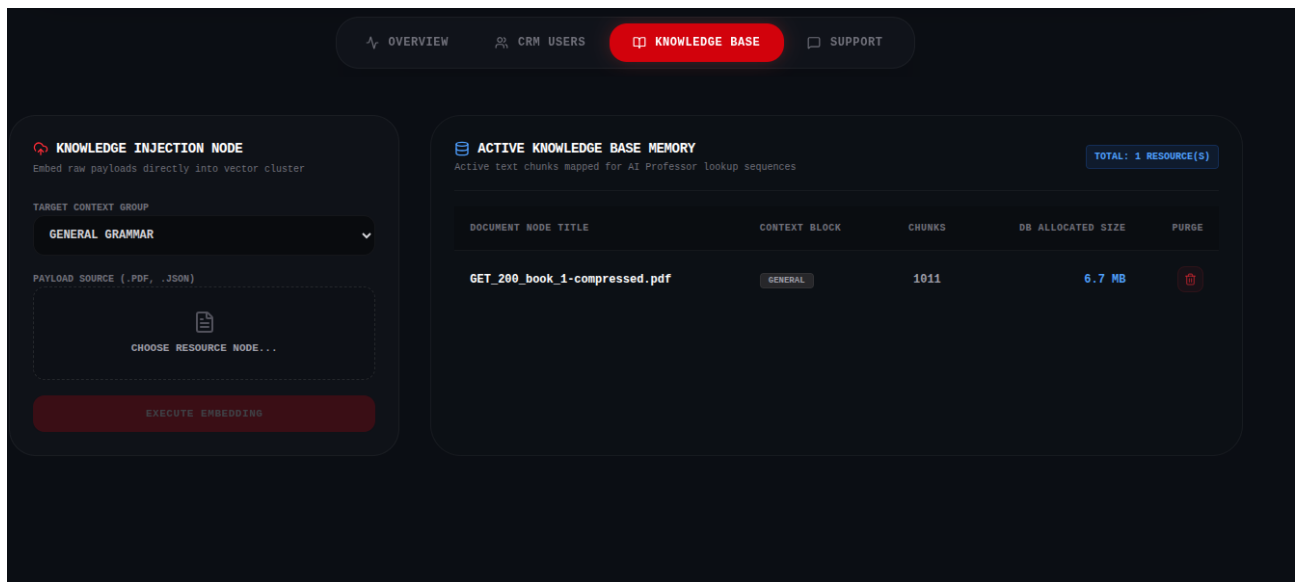 OVERVIEW
CRM USERS
KNOWLEDGE BASE
SUPPORT
KNOWLEDGE INJECTION NODE
Embed raw payloads directly into vector cluster
TARGET CONTEXT GROUP
GENERAL GRAMMAR
PAYLOAD SOURCE (.PDF, .JSON)
CHOOSE RESOURCE NODE...
EXECUTE EMBEDDING
ACTIVE KNOWLEDGE BASE MEMORY
Active text chunks mapped for AI Professor lookup sequences
TOTAL: 1 RESOURCE(S)
DOCUMENT NODE TITLE CONTEXT BLOCK CHUNKS DB ALLOCATED SIZE PURGE
GET_200_book_1-compressed.pdf GENERAL 1011 6.7 MB